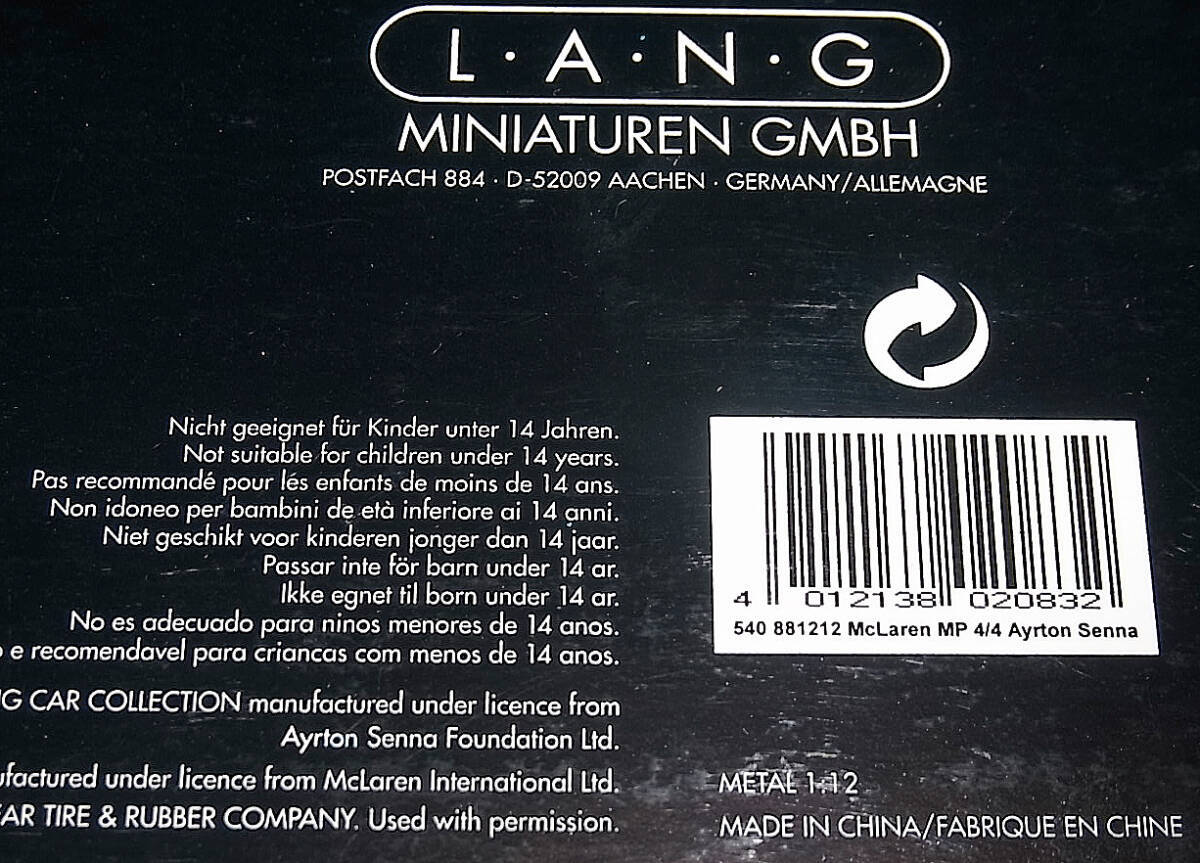 L·A·N·G
MINIATUREN GMBH
POSTFACH 884 · D-52009 AACHEN · GERMANY/ALLEMAGNE
Nicht geeignet für Kinder unter 14 Jahren.
Not suitable for children under 14 years.
Pas recommandé pour lés enfants de moins de 14 ans.
Non idoneo per bambini de età inferiore ai 14 anni.
Niet geschikt voor kinderen jonger dan 14 jaar.
Passar inte för barn under 14 ar.
Ikke egnet til born under 14 ar.
No es adecuado para ninos menores de 14 anos.
e recomendavel para criancas com menos de 14 anos.
CAR COLLECTION manufactured under licence from
Ayrton Senna Foundation Ltd.
under licence from McLaren International Ltd.
TIRE & RUBBER COMPANY. Used with permission.
4 012138 020832
540 881212 McLaren MP 4/4 Ayrton Senna
METAL 1:12
MADE IN CHINA/FABRIQUE EN CHINE